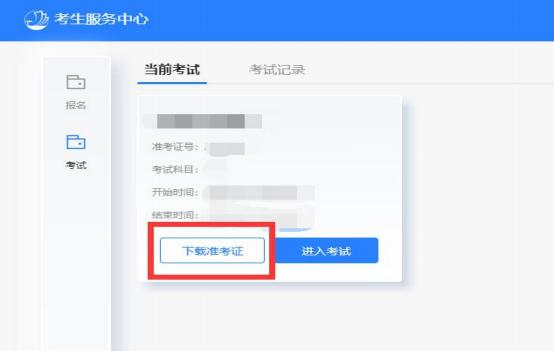 考生服务中心
当前考试 考试记录
报名
考试
准考证号：
考试科目：
开始时间：
结束时间：
下载准考证 进入考试